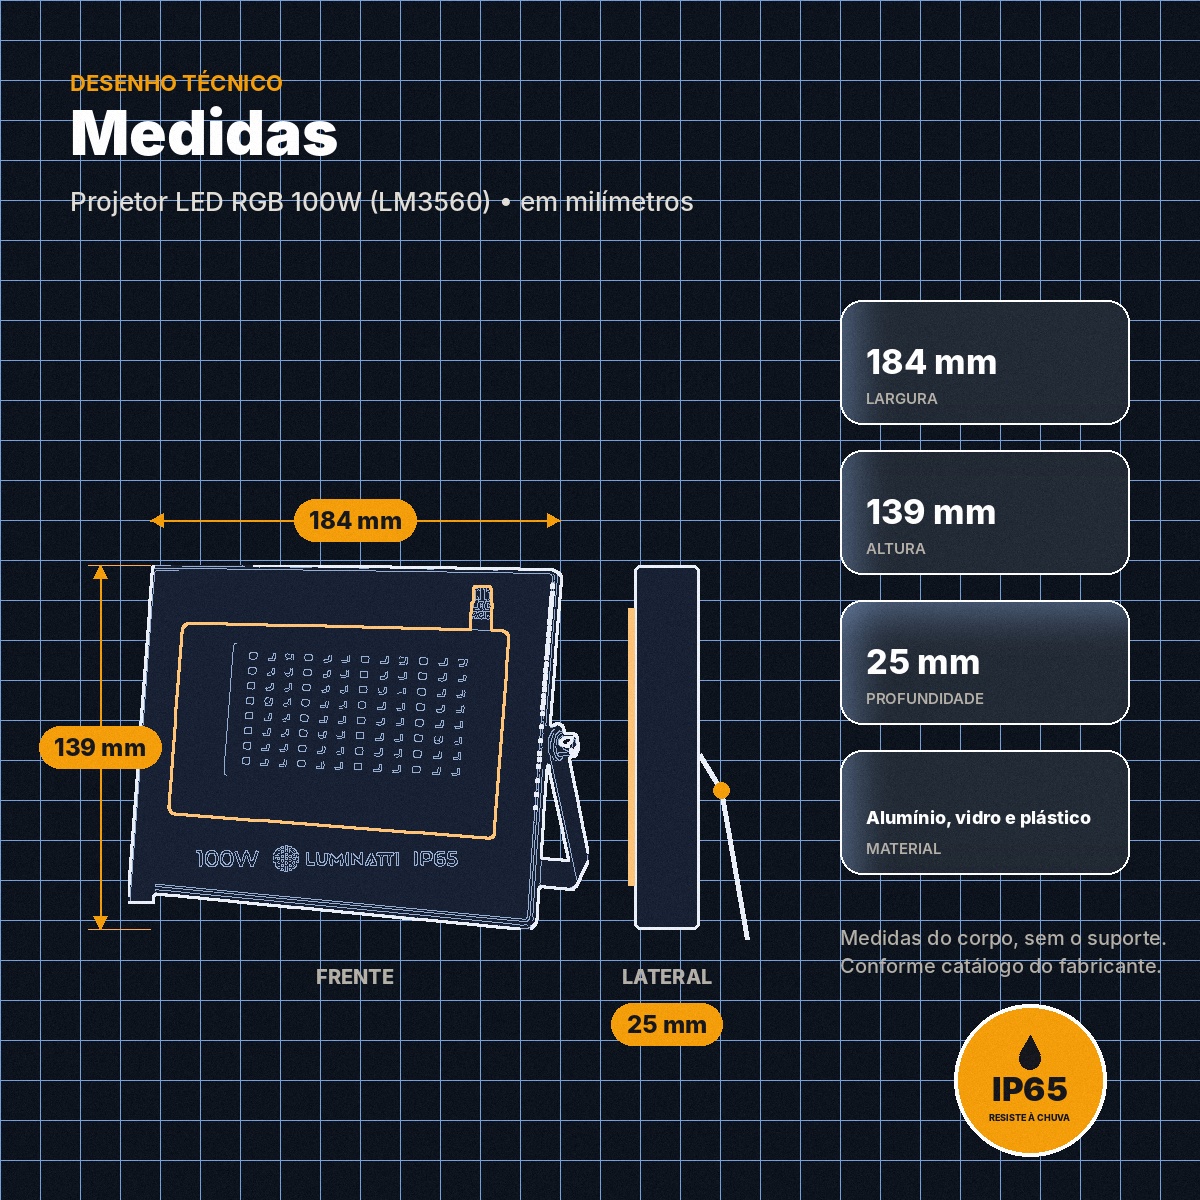 DESENHO TÉCNICO
Medidas
Projetor LED RGB 100W (LM3560) • em milímetros
184 mm
LARGURA
139 mm
ALTURA
25 mm
PROFUNDIDADE
Alumínio, vidro e plástico
MATERIAL
184 mm
139 mm
100W LUMINATTI IP65
FRENTE
LATERAL
25 mm
Medidas do corpo, sem o suporte.
Conforme catálogo do fabricante.
IP65
RESISTE À CHUVA